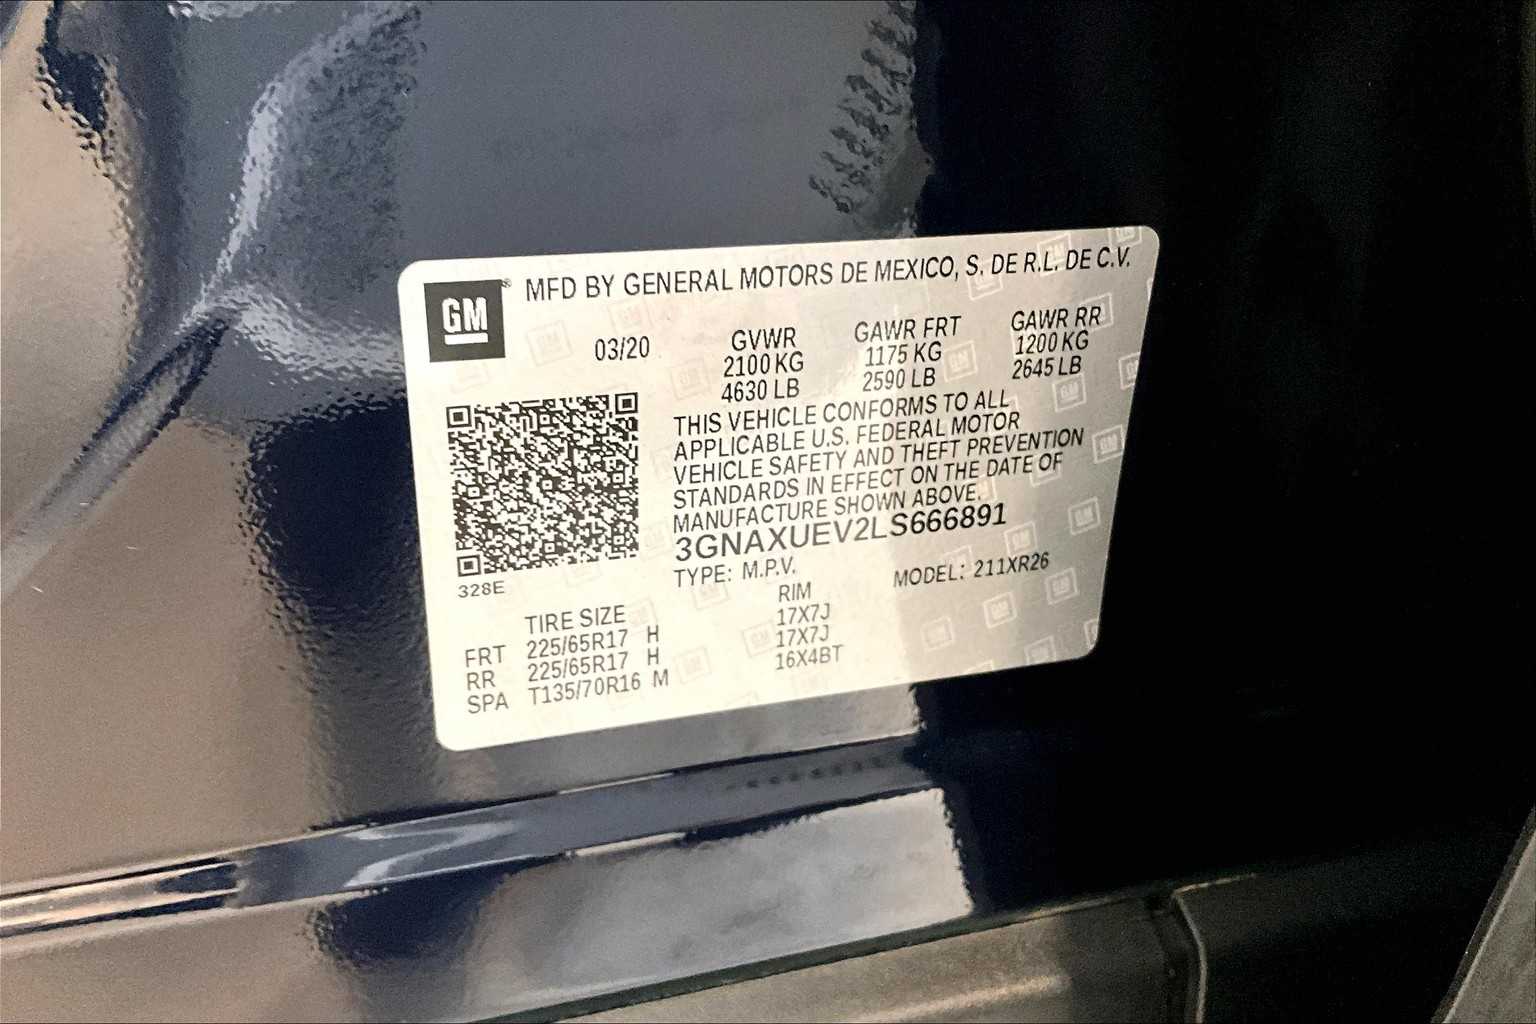 GM® MFD BY GENERAL MOTORS DE MEXICO, S. DE R.L. DE C.V.
03/20 GVWR GAWR FRT GAWR RR
2100 KG 1175 KG 1200 KG
4630 LB 2590 LB 2645 LB
THIS VEHICLE CONFORMS TO ALL
APPLICABLE U.S. FEDERAL MOTOR
VEHICLE SAFETY AND THEFT PREVENTION
STANDARDS IN EFFECT ON THE DATE OF
MANUFACTURE SHOWN ABOVE.
3GNAXUEV2LS666891
328E TYPE: M.P.V. MODEL: 211XR26
TIRE SIZE RIM
FRT 225/65R17 H 17X7J
RR 225/65R17 H 17X7J
SPA T135/70R16 M 16X4BT